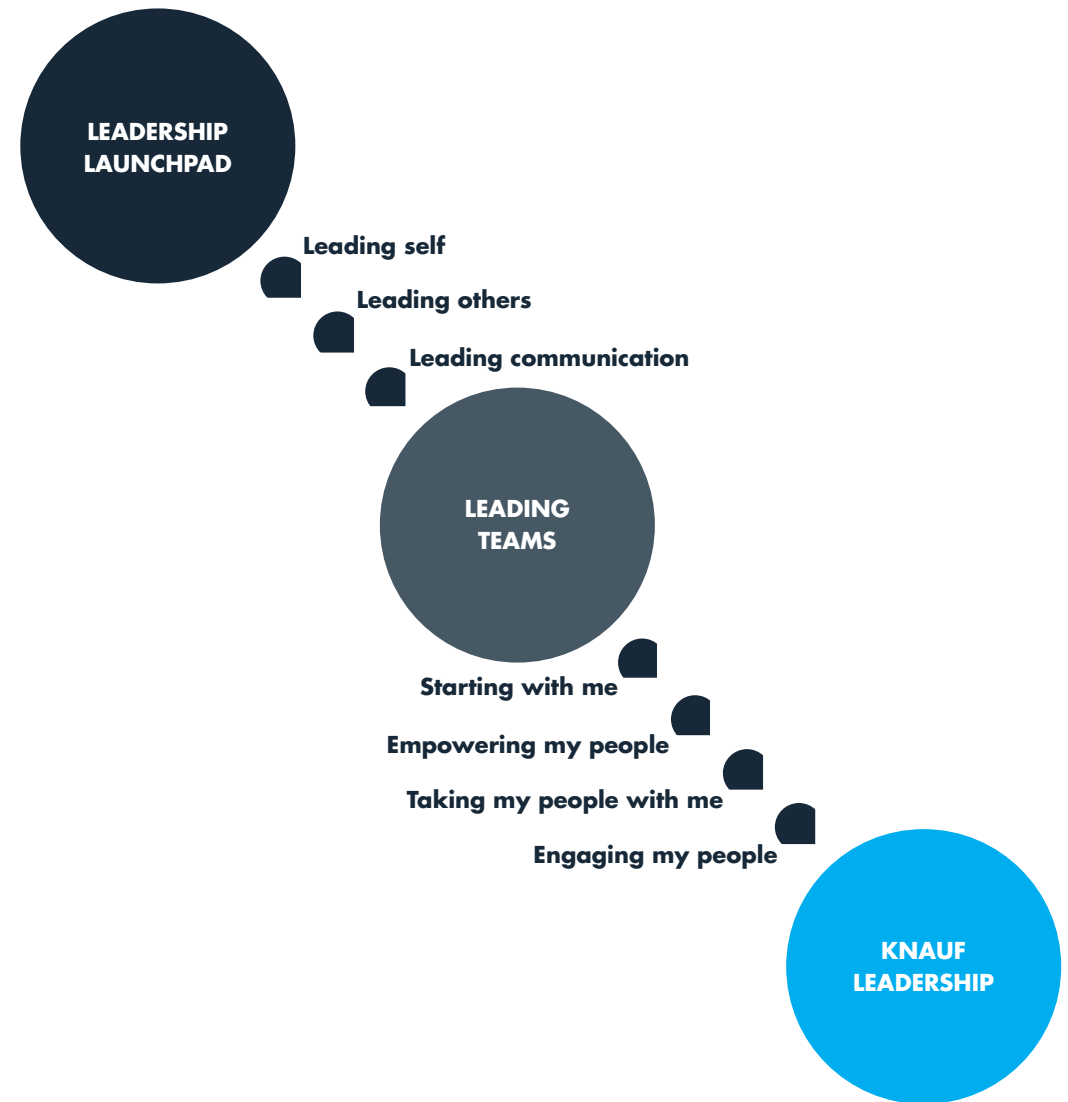 LEADERSHIP
LAUNCHPAD
Leading self
Leading others
Leading communication
LEADING
TEAMS
Starting with me
Empowering my people
Taking my people with me
Engaging my people
KNAUF
LEADERSHIP